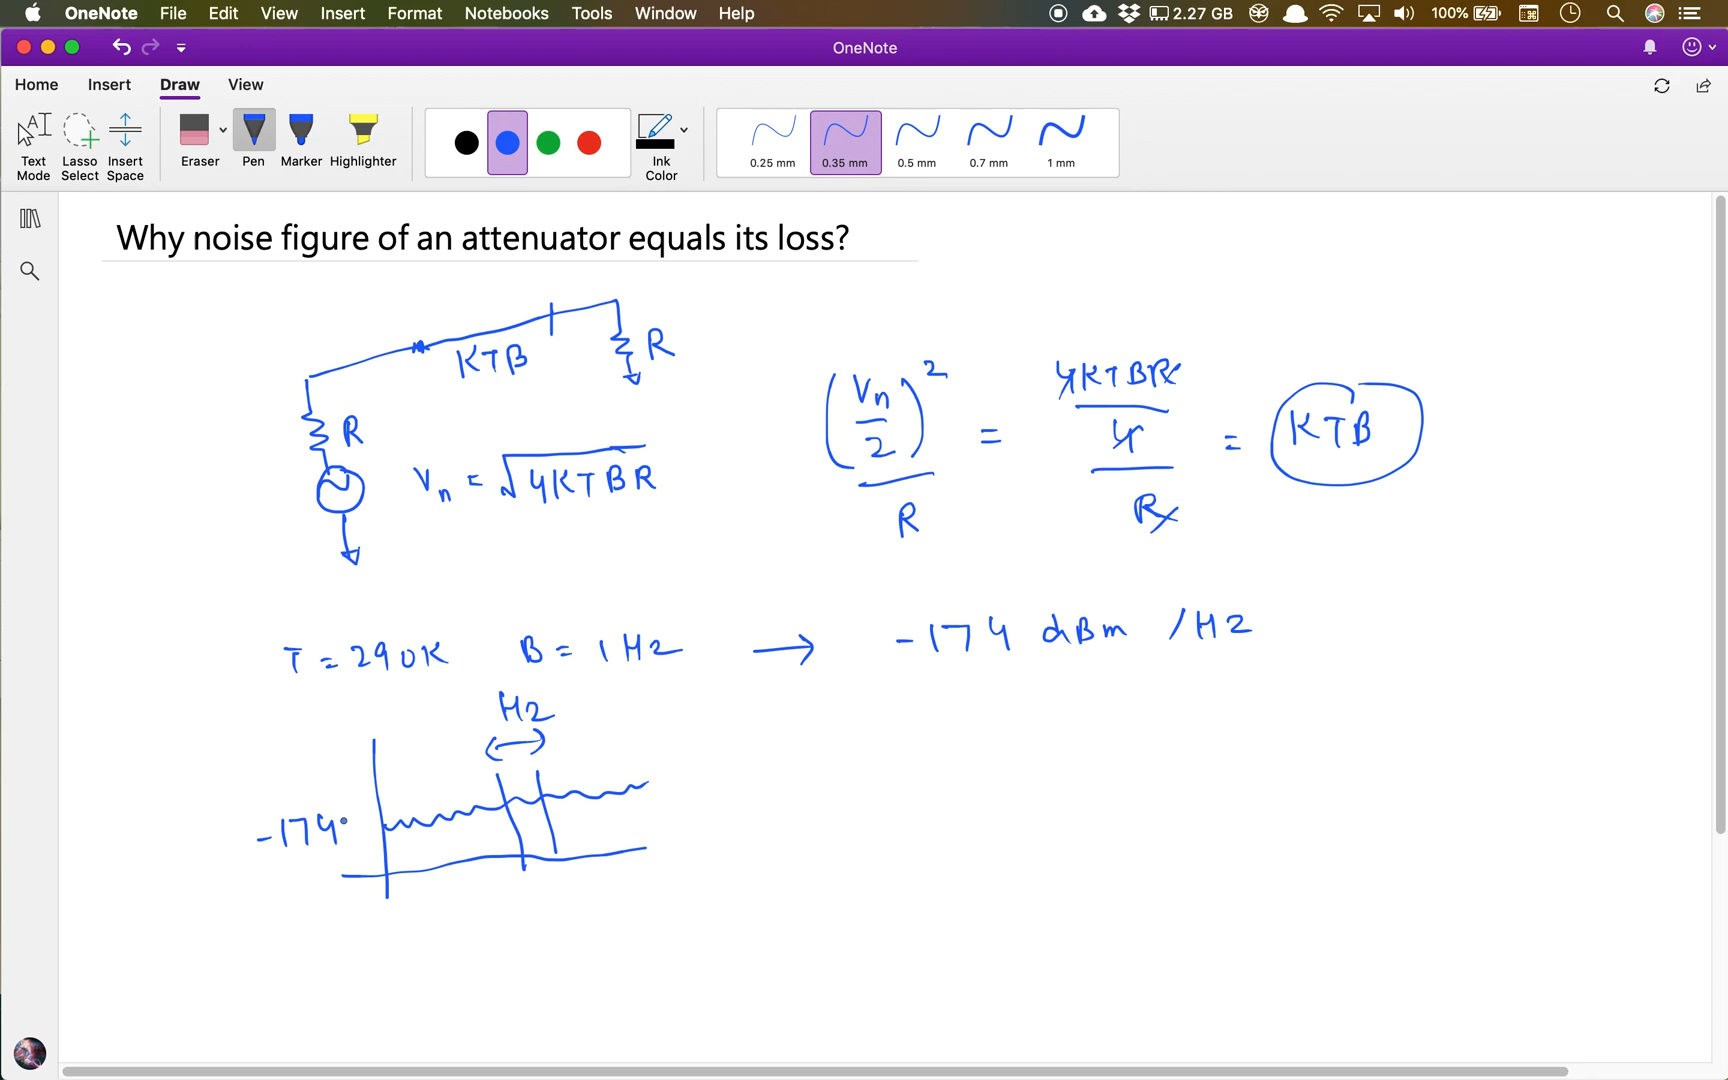 OneNote File Edit View Insert Format Notebooks Tools Window Help 2.27 GB 100%
OneNote
Home Insert Draw View
Text Mode
Lasso Select
Insert Space
Eraser
Pen
Marker
Highlighter
Ink Color
0.25 mm 0.35 mm 0.5 mm 0.7 mm 1 mm
Why noise figure of an attenuator equals its loss?
KTB
R
R
Vn = √4KTBR
(Vn/2)²/R = 4KTBR/4/R = KTB
T = 290K B = 1 Hz → -174 dBm /Hz
Hz
-174